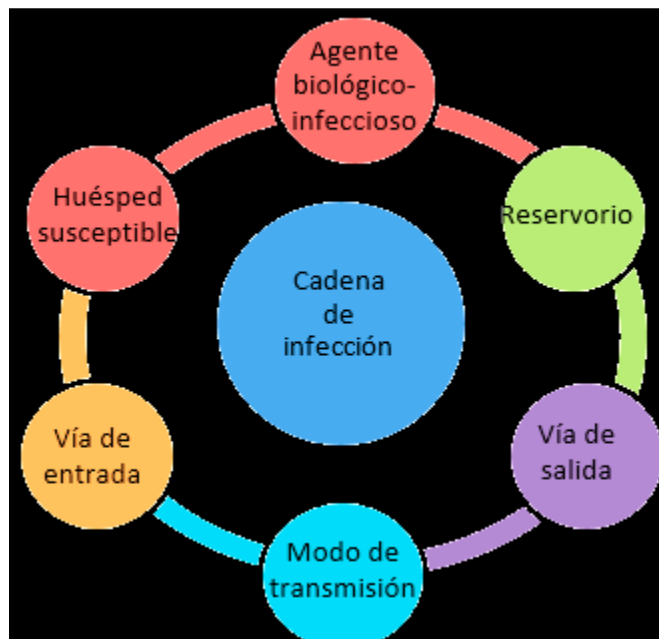 Agente
biológico-
infeccioso
Huésped
susceptible
Reservorio
Cadena
de
infección
Vía de
entrada
Vía de
salida
Modo de
transmisión